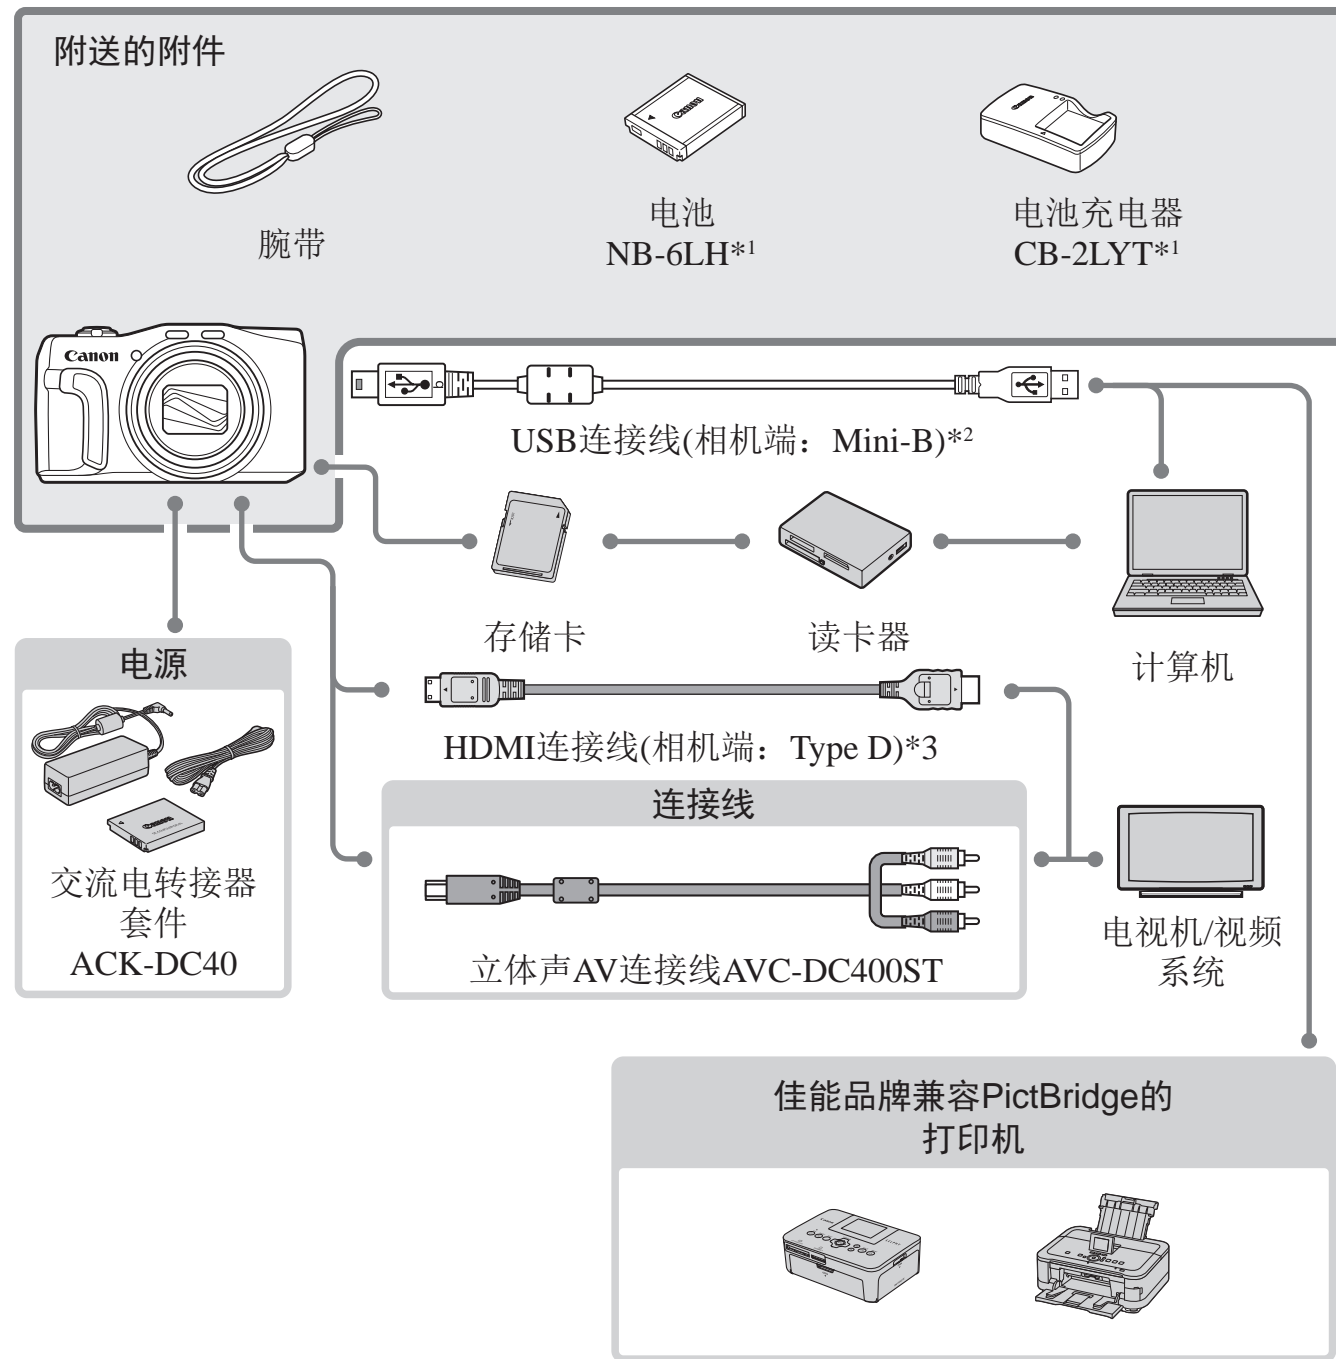 附送的附件
Canon
Canon
腕带
电池
NB-6LH*1
电池充电器
CB-2LYT*1
Canon
USB连接线(相机端：Mini-B)*2
存储卡
读卡器
计算机
电源
HDMI连接线(相机端：Type D)*3
连接线
Canon
交流电转接器
套件
ACK-DC40
立体声AV连接线AVC-DC400ST
电视机/视频
系统
佳能品牌兼容PictBridge的
打印机